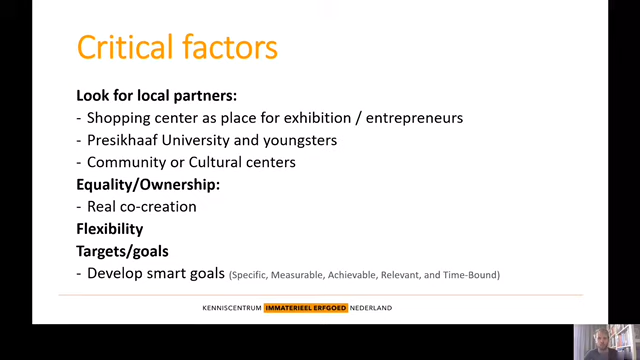 Critical factors
Look for local partners:
- Shopping center as place for exhibition / entrepreneurs
- Presikhaaf University and youngsters
- Community or Cultural centers
Equality/Ownership:
- Real co-creation
Flexibility
Targets/goals
- Develop smart goals (Specific, Measurable, Achievable, Relevant, and Time-Bound)
KENNISCENTRUM IMMATERIEEL ERFGOED NEDERLAND